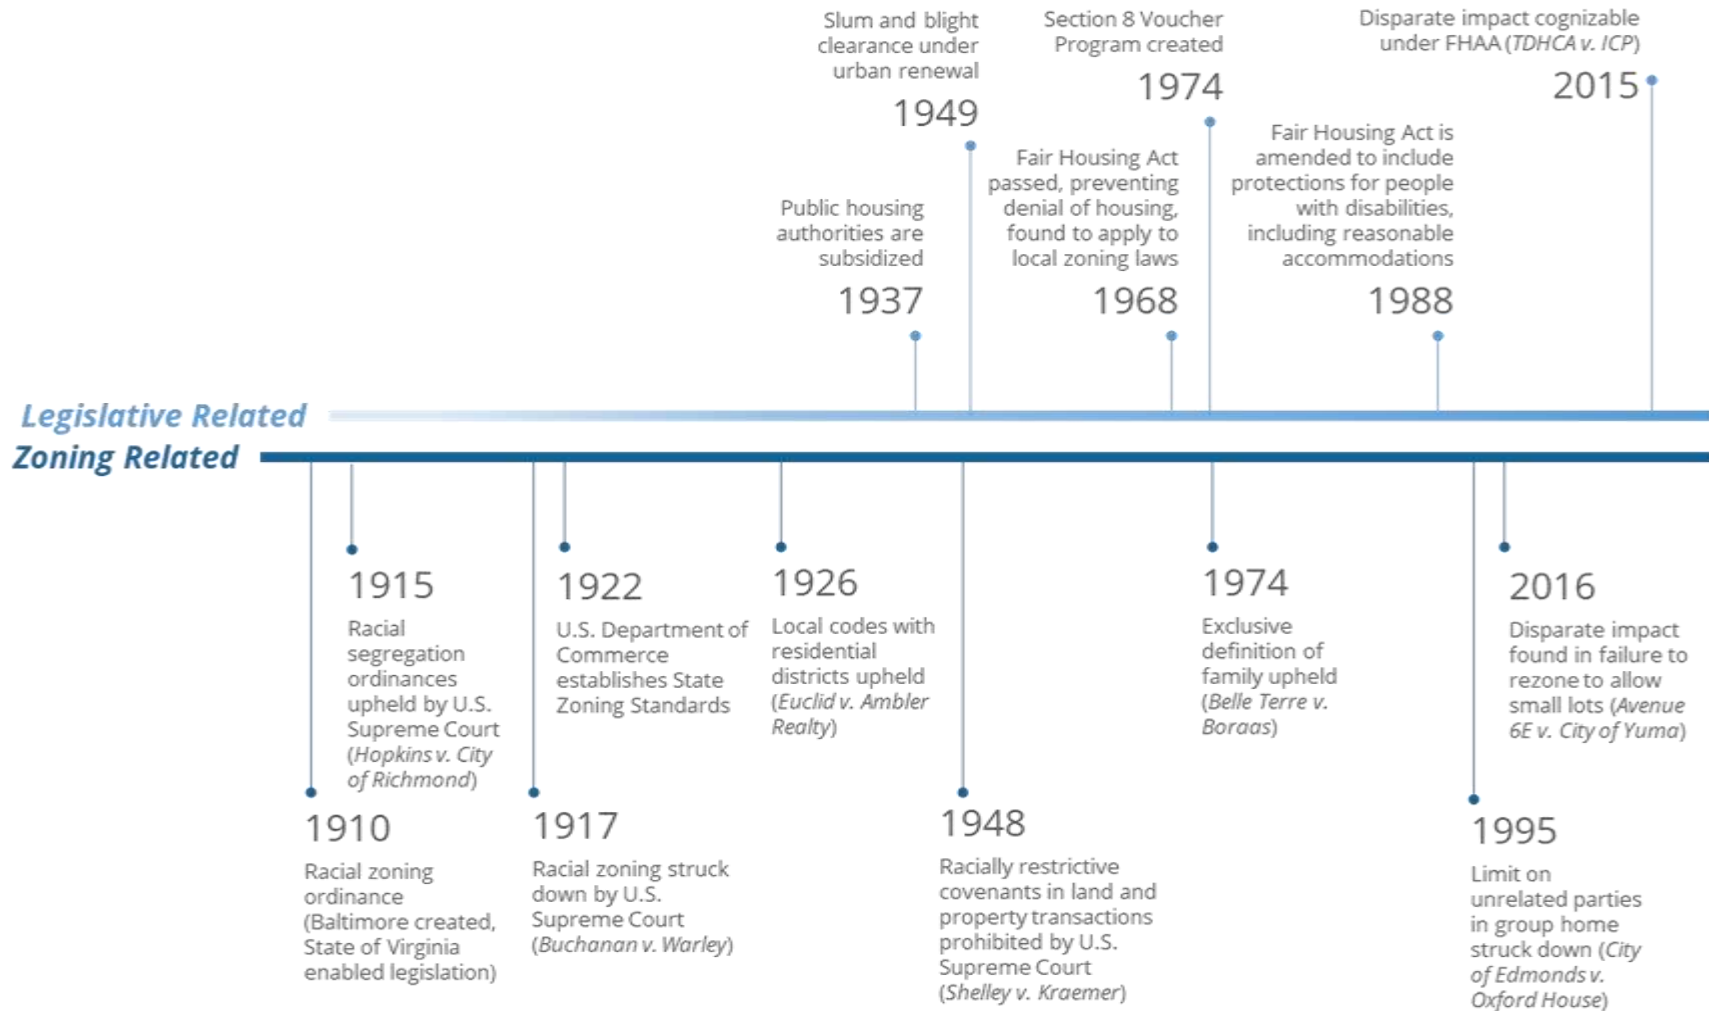 Slum and blight
clearance under
urban renewal
1949
Section 8 Voucher
Program created
1974
Disparate impact cognizable
under FHAA (TDHCA v. ICP)
2015
Public housing
authorities are
subsidized
1937
Fair Housing Act
passed, preventing
denial of housing,
found to apply to
local zoning laws
1968
Fair Housing Act is
amended to include
protections for people
with disabilities,
including reasonable
accommodations
1988
Legislative Related
Zoning Related
1915
Racial
segregation
ordinances
upheld by U.S.
Supreme Court
(Hopkins v. City
of Richmond)
1922
U.S. Department of
Commerce
establishes State
Zoning Standards
1926
Local codes with
residential
districts upheld
(Euclid v. Ambler
Realty)
1974
Exclusive
definition of
family upheld
(Belle Terre v.
Boraas)
2016
Disparate impact
found in failure to
rezone to allow
small lots (Avenue
6E v. City of Yuma)
1910
Racial zoning
ordinance
(Baltimore created,
State of Virginia
enabled legislation)
1917
Racial zoning struck
down by U.S.
Supreme Court
(Buchanan v. Warley)
1948
Racially restrictive
covenants in land and
property transactions
prohibited by U.S.
Supreme Court
(Shelley v. Kraemer)
1995
Limit on
unrelated parties
in group home
struck down (City
of Edmonds v.
Oxford House)